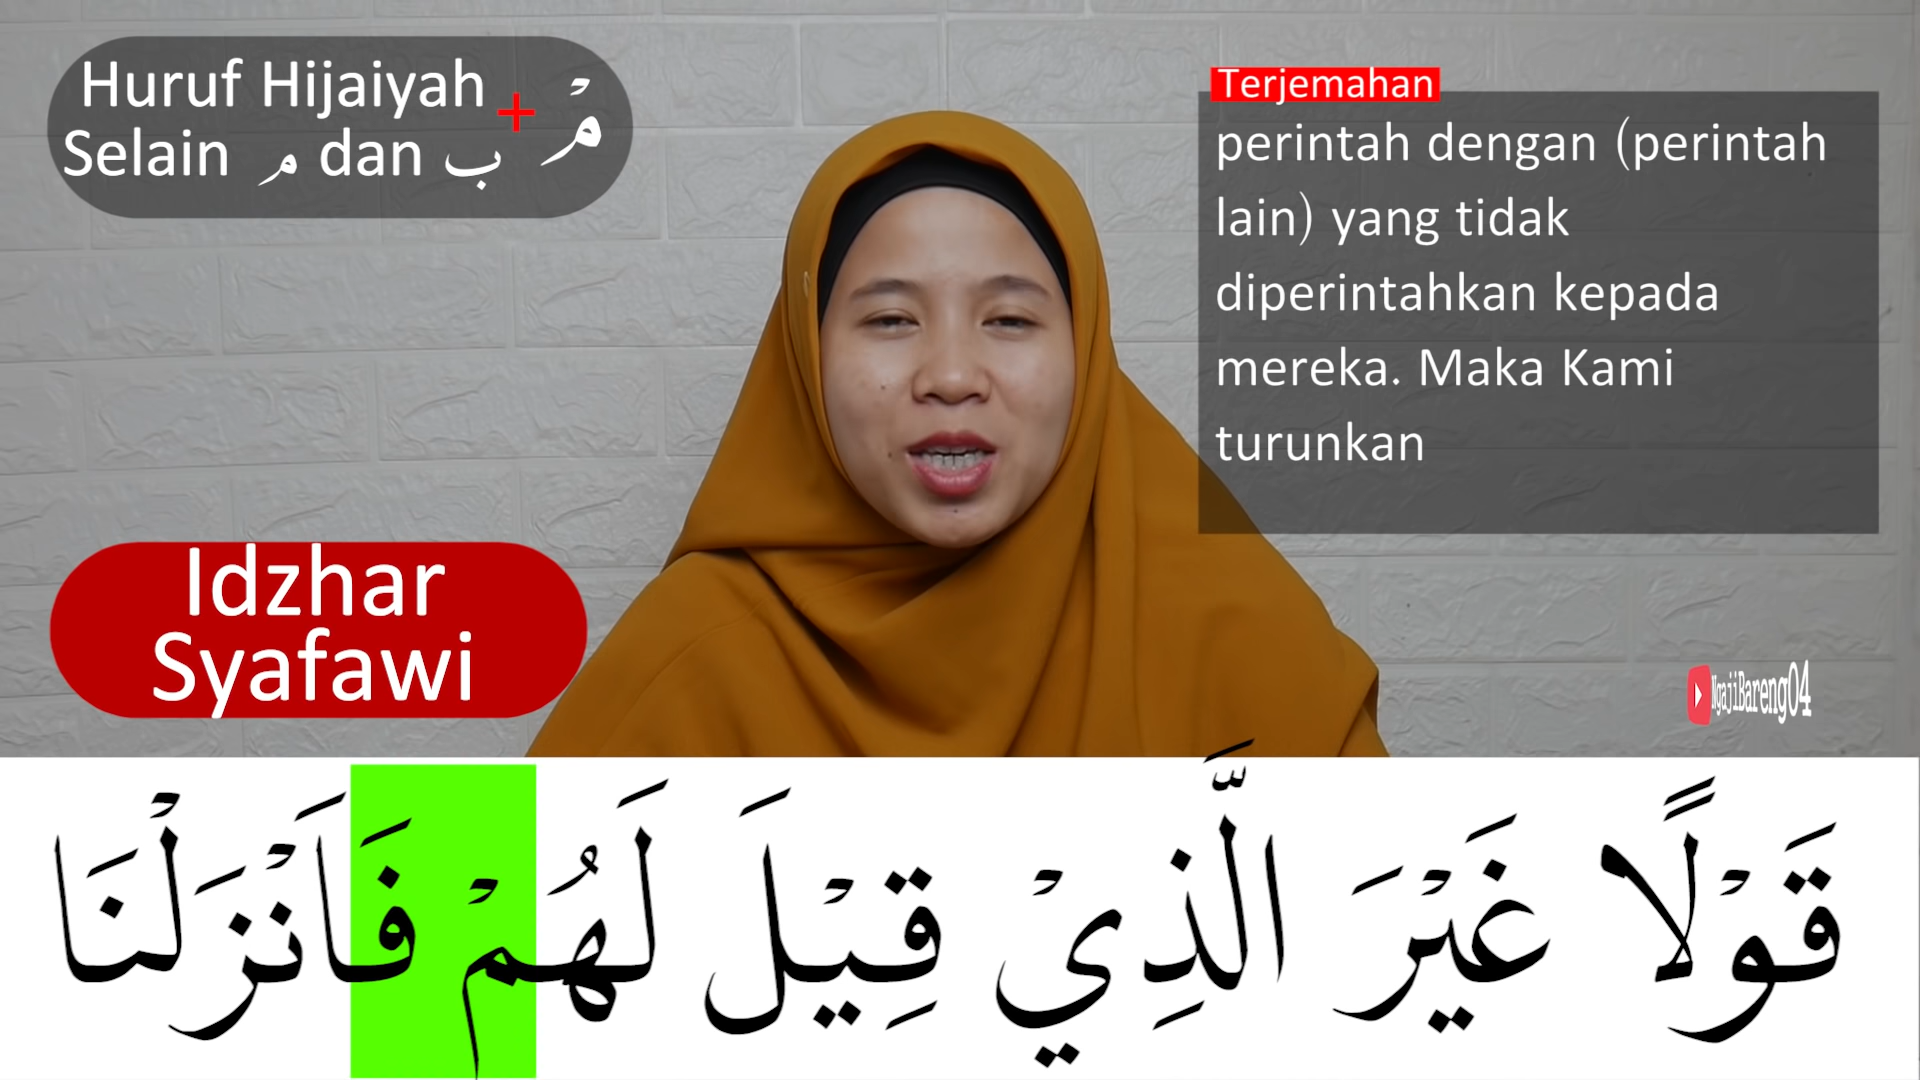 Huruf Hijaiyah
Selain م dan ب + مْ
Terjemahan
perintah dengan (perintah
lain) yang tidak
diperintahkan kepada
mereka. Maka Kami
turunkan
Idzhar
Syafawi
NgajiBareng04
قَوْلًا غَيْرَ الَّذِيْ قِيْلَ لَهُمْ فَاَنْزَلْنَا